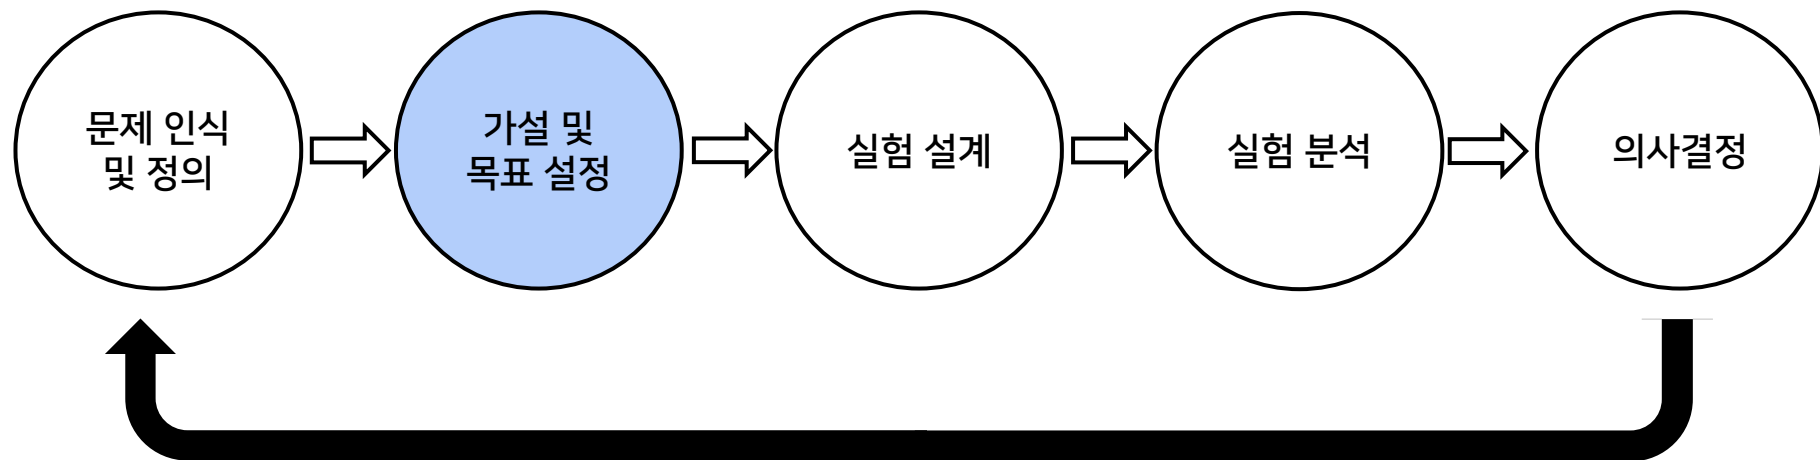 문제 인식
및 정의
가설 및
목표 설정
실험 설계
실험 분석
의사결정